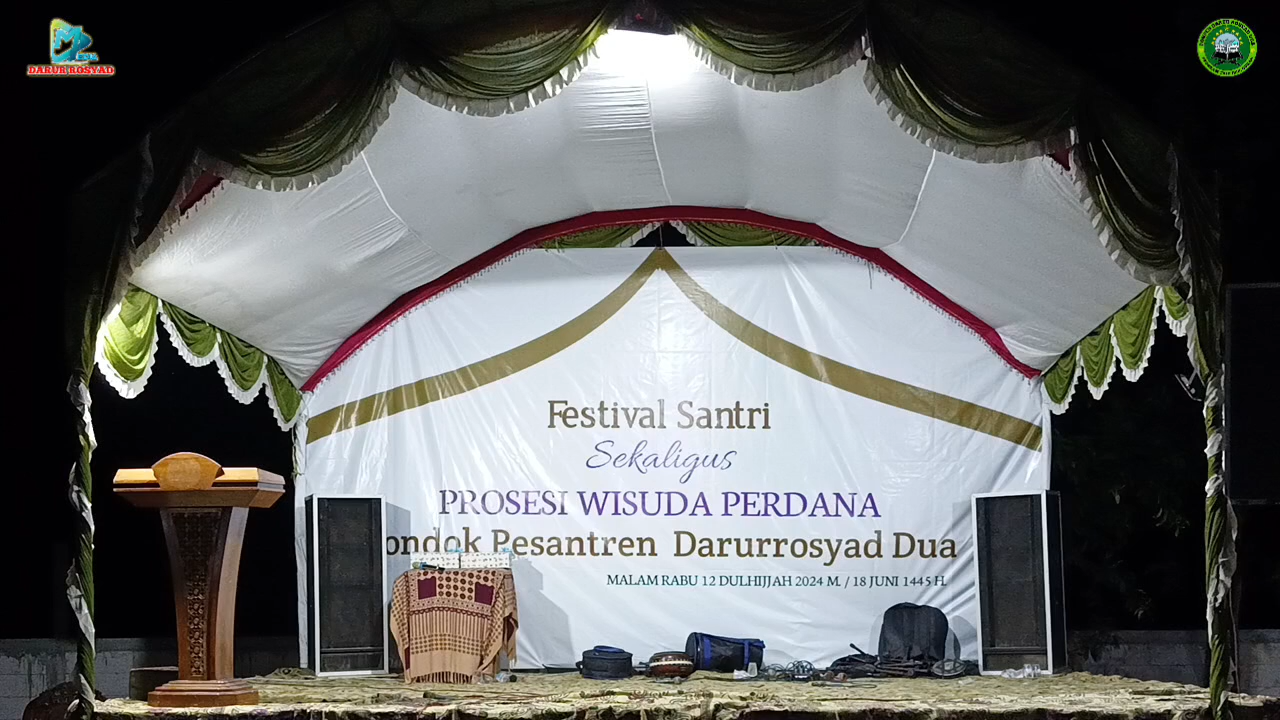 DARUR ROSYAD
Festival Santri
Sekaligus
PROSESI WISUDA PERDANA
ondok Pesantren Darurrosyad Dua
MALAM RABU 12 DULHIJJAH 2024 M. / 18 JUNI 1445 H.